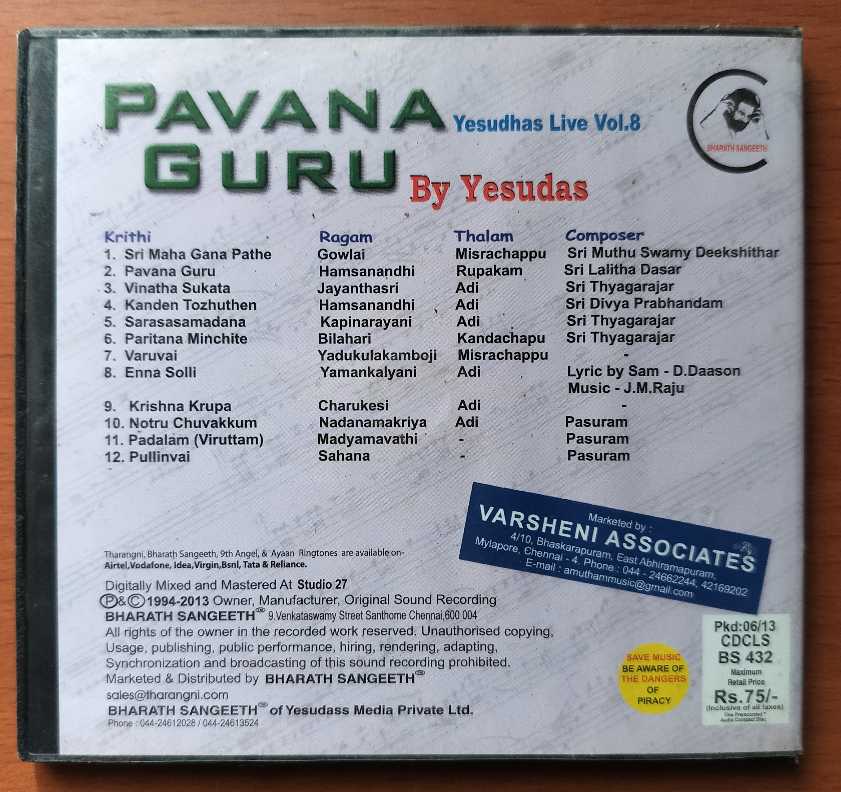 PAVANA GURU
Yesudhas Live Vol.8
By Yesudas
BHARATH SANGEETH
Krithi Ragam Thalam Composer
1. Sri Maha Gana Pathe Gowlai Misrachappu Sri Muthu Swamy Deekshithar
2. Pavana Guru Hamsanandhi Rupakam Sri Lalitha Dasar
3. Vinatha Sukata Jayanthasri Adi Sri Thyagarajar
4. Kanden Tozhuthen Hamsanandhi Adi Sri Divya Prabhandam
5. Sarasasamadana Kapinarayani Adi Sri Thyagarajar
6. Paritana Minchite Bilahari Kandachapu Sri Thyagarajar
7. Varuvai Yadukulakamboji Misrachappu -
8. Enna Solli Yamankalyani Adi Lyric by Sam - D.Daason
Music - J.M.Raju
9. Krishna Krupa Charukesi Adi -
10. Notru Chuvakkum Nadanamakriya Adi Pasuram
11. Padalam (Viruttam) Madyamavathi - Pasuram
12. Pullinvai Sahana - Pasuram
Marketed by :
VARSHENI ASSOCIATES
4/10, Bhaskarapuram, East Abhiramapuram,
Mylapore, Chennai - 4. Phone : 044 - 24662244, 42169202
E-mail : amuthammusic@gmail.com
Tharangni, Bharath Sangeeth, 9th Angel, & Ayaan Ringtones are available on-
Airtel,Vodafone, Idea,Virgin,Bsnl, Tata & Reliance.
Digitally Mixed and Mastered At Studio 27
Ⓟ&Ⓒ 1994-2013 Owner, Manufacturer, Original Sound Recording
BHARATH SANGEETH 9.Venkataswamy Street Santhome Chennai,600 004
All rights of the owner in the recorded work reserved. Unauthorised copying,
Usage, publishing, public performance, hiring, rendering, adapting,
Synchronization and broadcasting of this sound recording prohibited.
Marketed & Distributed by BHARATH SANGEETH
sales@tharangni.com
BHARATH SANGEETH of Yesudass Media Private Ltd.
Phone : 044-24612028 / 044-24613524
SAVE MUSIC
BE AWARE OF
THE DANGERS
OF
PIRACY
Pkd:06/13
CDCLS
BS 432
Maximum
Retail Price
Rs.75/-
(Inclusive of all taxes)
One Prerecorded
Audio Compact Disc